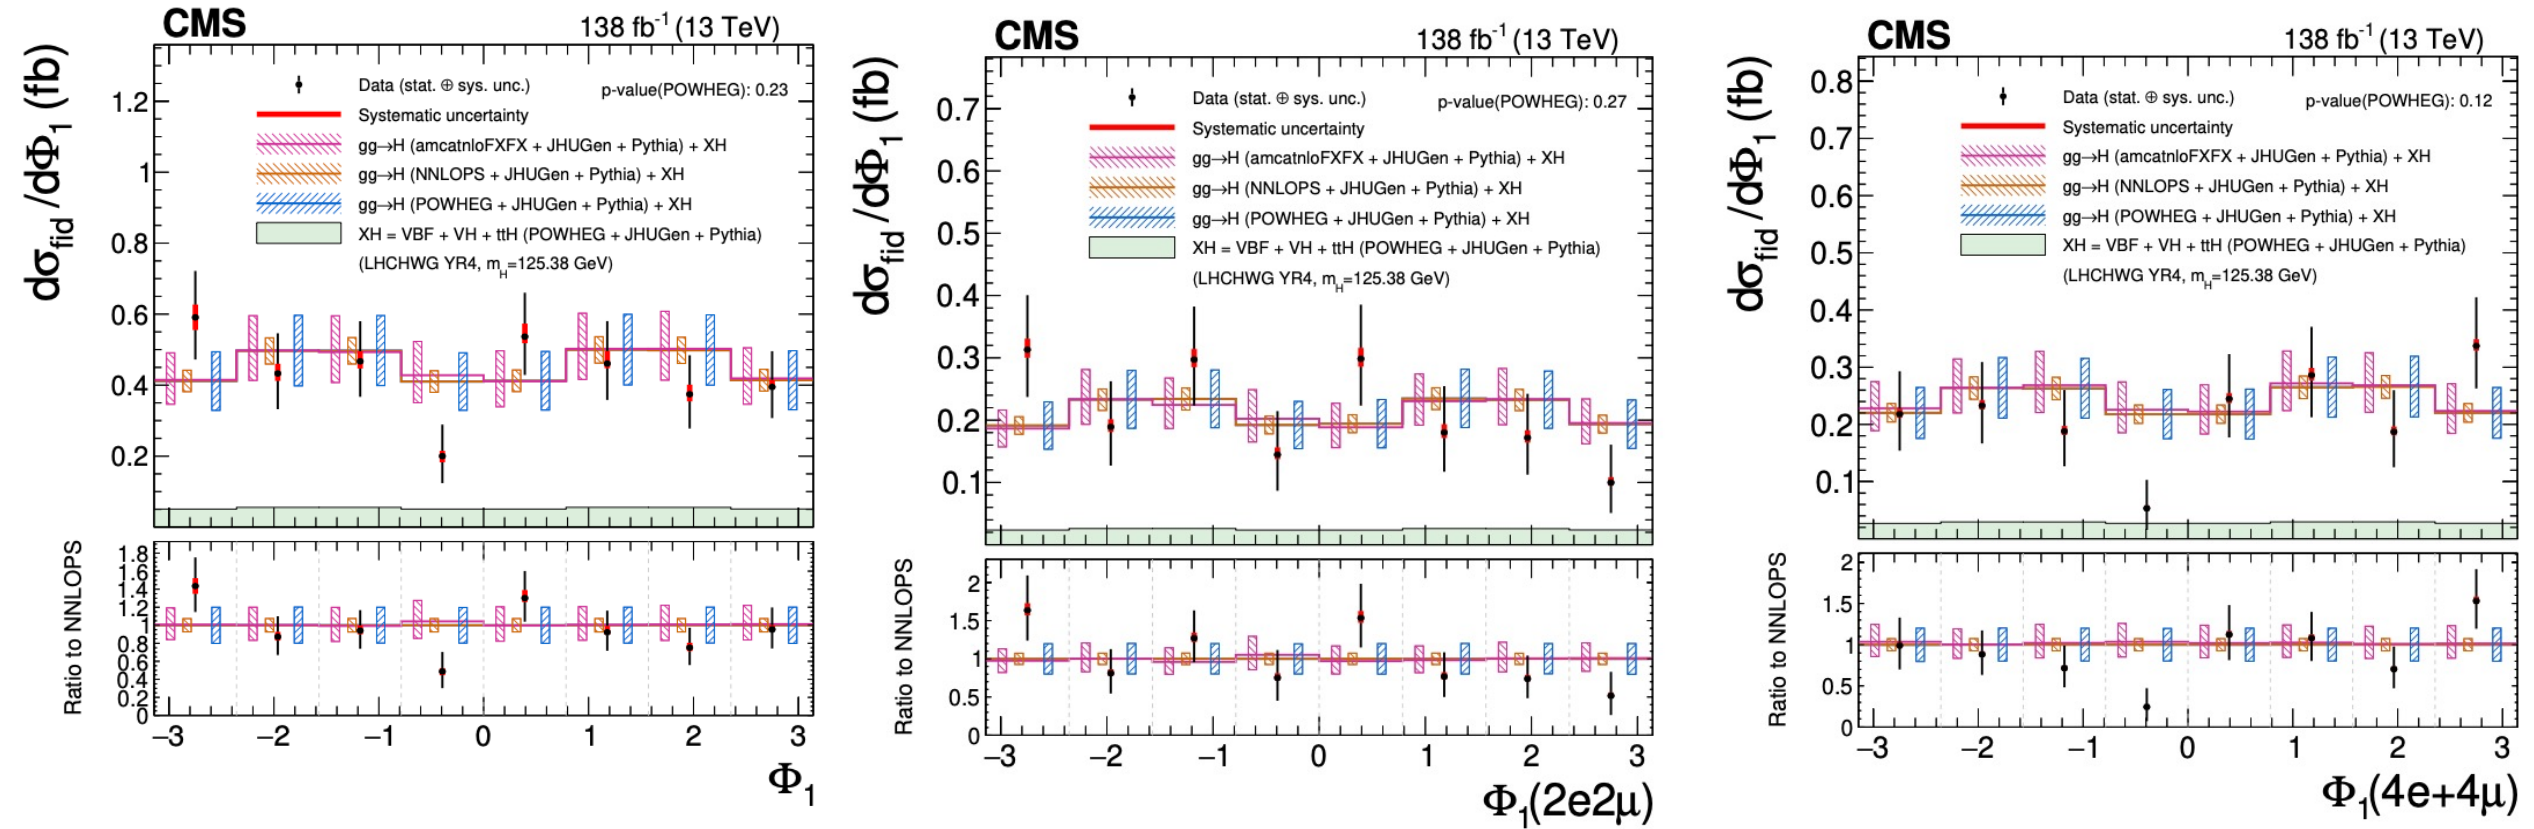 CMS 138 fb⁻¹ (13 TeV)
dσfid/dΦ1 (fb)
Data (stat. ⊕ sys. unc.) p-value(POWHEG): 0.23
Systematic uncertainty
gg→H (amcatnloFXFX + JHUGen + Pythia) + XH
gg→H (NNLOPS + JHUGen + Pythia) + XH
gg→H (POWHEG + JHUGen + Pythia) + XH
XH = VBF + VH + ttH (POWHEG + JHUGen + Pythia)
(LHCHWG YR4, mH=125.38 GeV)
1.2
1
0.8
0.6
0.4
0.2
Ratio to NNLOPS
1.8
1.6
1.4
1.2
1
0.8
0.6
0.4
0.2
0
−3 −2 −1 0 1 2 3
Φ1
CMS 138 fb⁻¹ (13 TeV)
dσfid/dΦ1 (fb)
Data (stat. ⊕ sys. unc.) p-value(POWHEG): 0.27
Systematic uncertainty
gg→H (amcatnloFXFX + JHUGen + Pythia) + XH
gg→H (NNLOPS + JHUGen + Pythia) + XH
gg→H (POWHEG + JHUGen + Pythia) + XH
XH = VBF + VH + ttH (POWHEG + JHUGen + Pythia)
(LHCHWG YR4, mH=125.38 GeV)
0.7
0.6
0.5
0.4
0.3
0.2
0.1
Ratio to NNLOPS
2
1.5
1
0.5
0
−3 −2 −1 0 1 2 3
Φ1(2e2μ)
CMS 138 fb⁻¹ (13 TeV)
dσfid/dΦ1 (fb)
Data (stat. ⊕ sys. unc.) p-value(POWHEG): 0.12
Systematic uncertainty
gg→H (amcatnloFXFX + JHUGen + Pythia) + XH
gg→H (NNLOPS + JHUGen + Pythia) + XH
gg→H (POWHEG + JHUGen + Pythia) + XH
XH = VBF + VH + ttH (POWHEG + JHUGen + Pythia)
(LHCHWG YR4, mH=125.38 GeV)
0.8
0.7
0.6
0.5
0.4
0.3
0.2
0.1
Ratio to NNLOPS
2
1.5
1
0.5
0
−3 −2 −1 0 1 2 3
Φ1(4e+4μ)